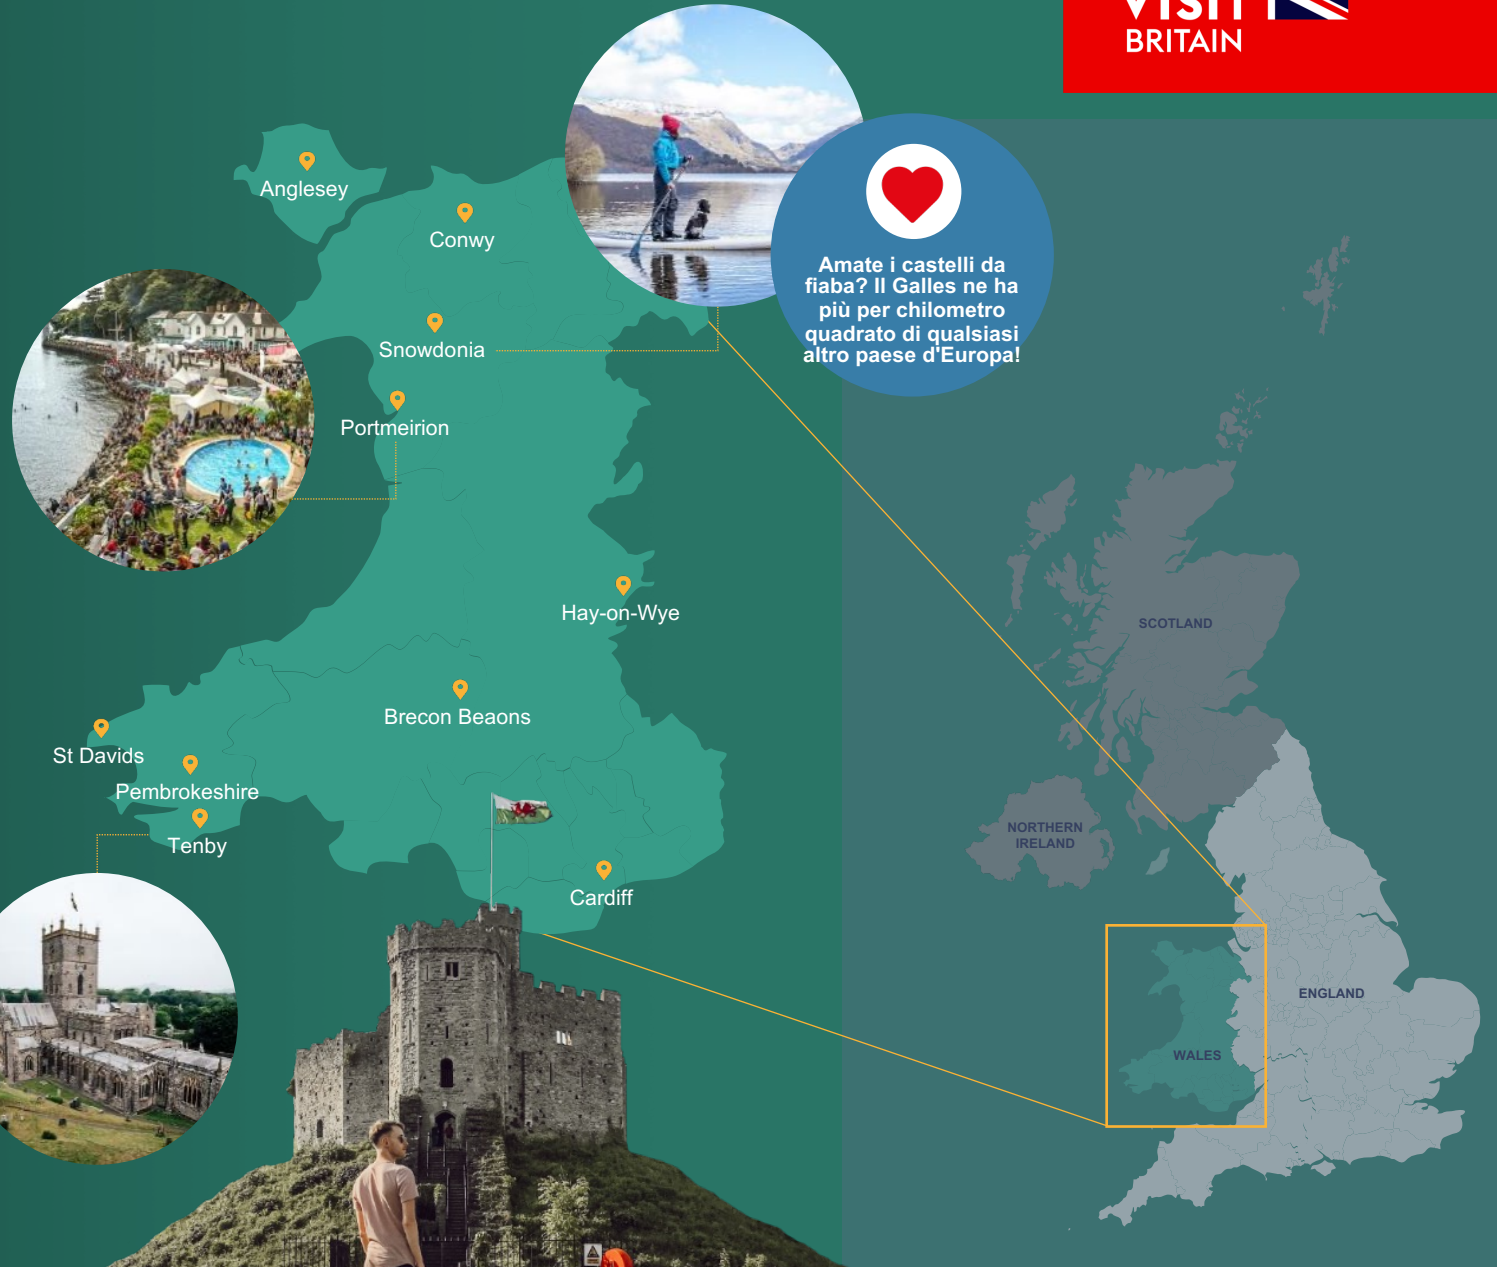 VISIT
BRITAIN
Anglesey
Conwy
Amate i castelli da
fiaba? Il Galles ne ha
più per chilometro
quadrato di qualsiasi
altro paese d'Europa!
Snowdonia
Portmeirion
Hay-on-Wye
SCOTLAND
Brecon Beaons
St Davids
Pembrokeshire
Tenby
NORTHERN
IRELAND
Cardiff
ENGLAND
WALES